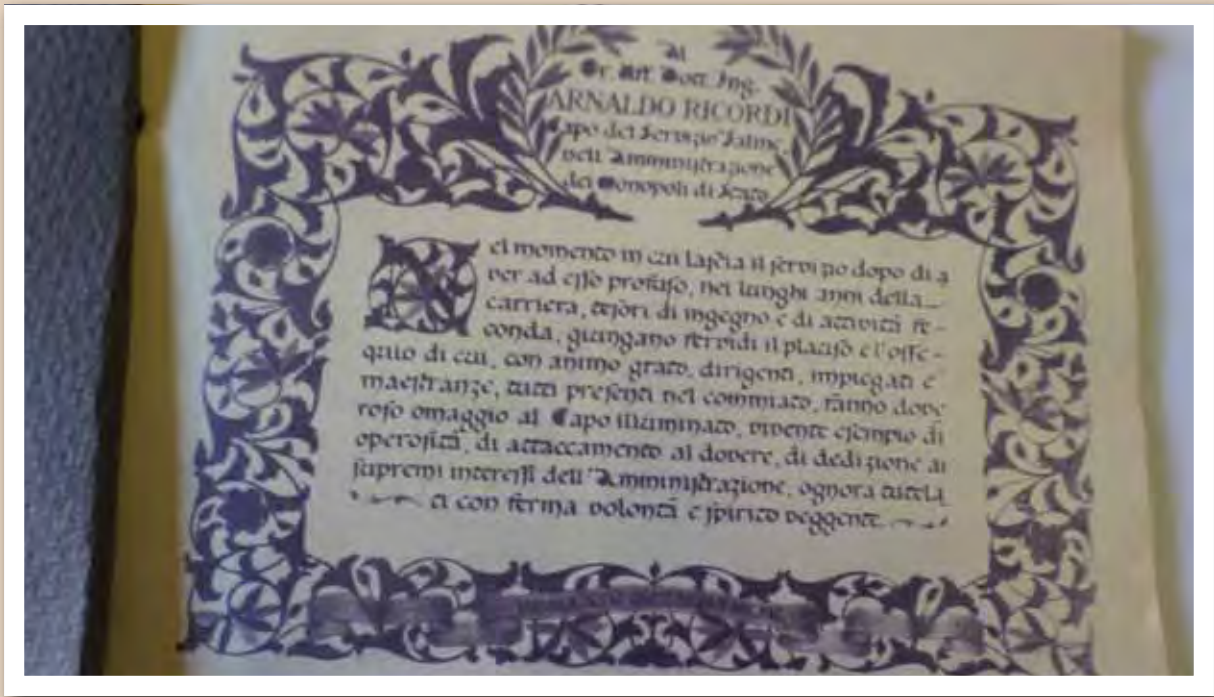 Al
Gr. Uff. Dott. Ing.
ARNALDO RICORDI
Capo del Servizio Saline
nell'Amministrazione
dei Monopoli di Stato
Nel momento in cui lascia il servizio dopo di a
ver ad esso profuso, nei lunghi anni della
carriera, tesori di ingegno e di attività fe-
conda, giungano fervidi il plauso e l'osse-
quio di cui, con animo grato, dirigenti, impiegati e
maestranze, tutti presenti nel commiato, fanno dove
roso omaggio al Capo illuminato, vivente esempio di
operosità, di attaccamento al dovere, di dedizione ai
supremi interessi dell'Amministrazione, ognora tutela
ti con ferma volontà e spirito veggente